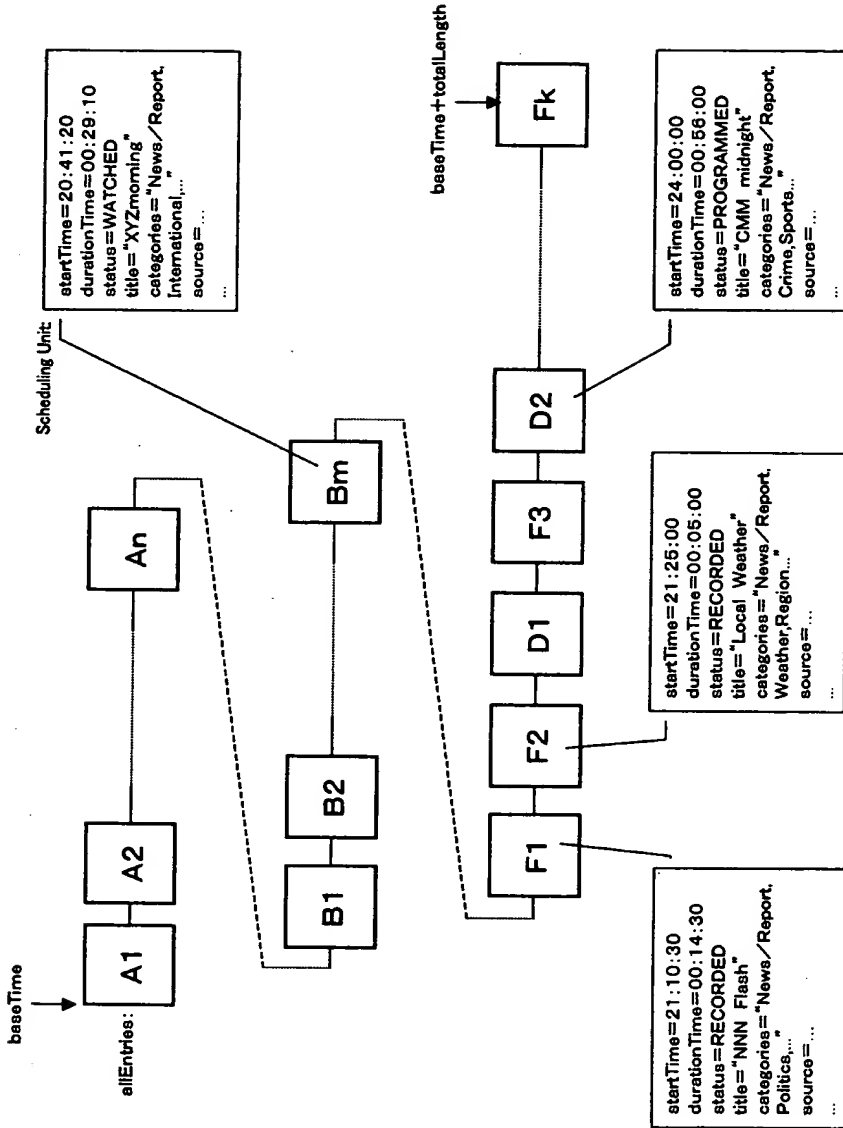 baseTime
allEntries:
A1
A2
An
Scheduling Unit:
startTime=20:41:20
durationTime=00:29:10
status=WATCHED
title="XYZmorning"
categories="News/Report,
International,..."
source=...
...
B1
B2
Bm
baseTime+totalLength
F1
F2
D1
F3
D2
Fk
startTime=21:10:30
durationTime=00:14:30
status=RECORDED
title="NNN Flash"
categories="News/Report,
Politics,..."
source=...
...
startTime=21:25:00
durationTime=00:05:00
status=RECORDED
title="Local Weather"
categories="News/Report,
Weather,Region..."
source=...
...
startTime=24:00:00
durationTime=00:56:00
status=PROGRAMMED
title="CMM midnight"
categories="News/Report,
Crime,Sports..."
source=...
...